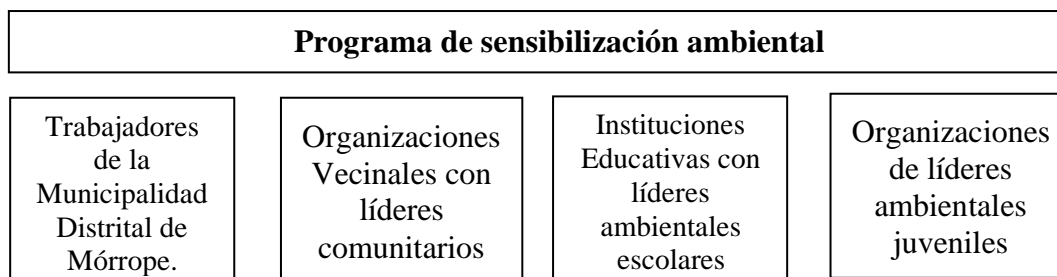 Programa de sensibilización ambiental
Trabajadores
de la
Municipalidad
Distrital de
Mórrope.
Organizaciones
Vecinales con
líderes
comunitarios
Instituciones
Educativas con
líderes
ambientales
escolares
Organizaciones
de líderes
ambientales
juveniles